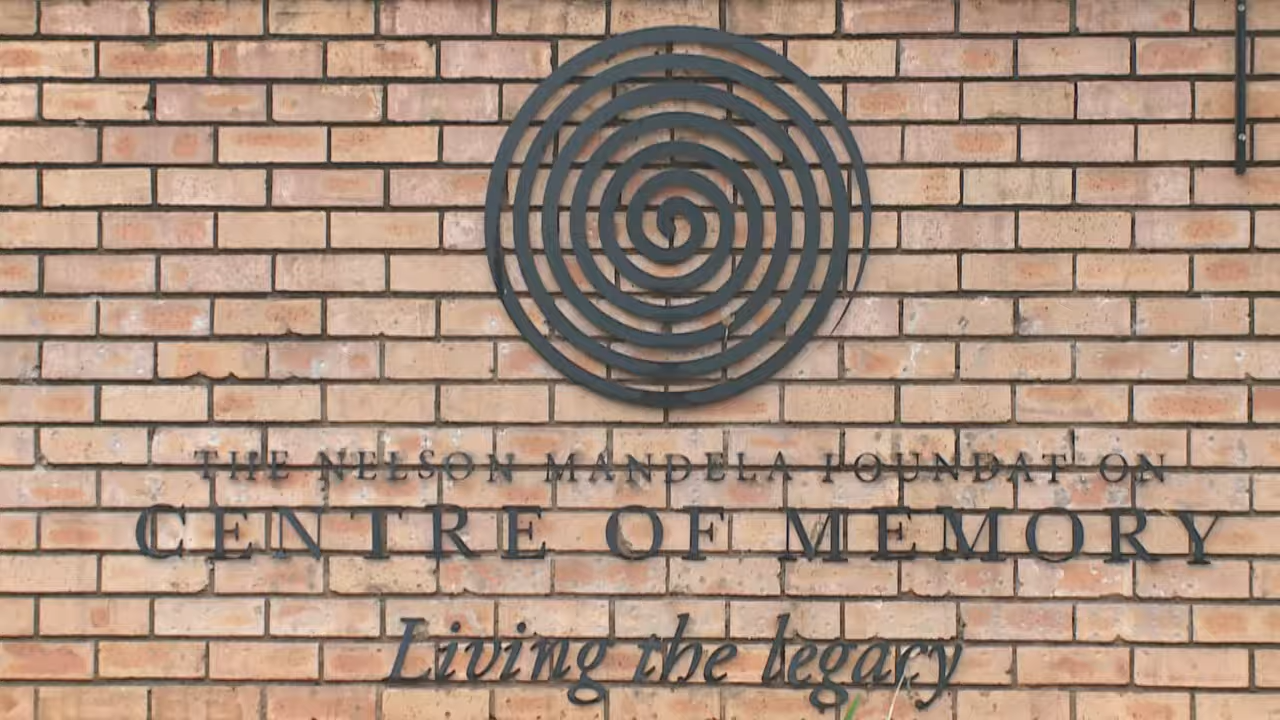 THE NELSON MANDELA FOUNDAT ON
CENTRE OF MEMORY
Living the legacy